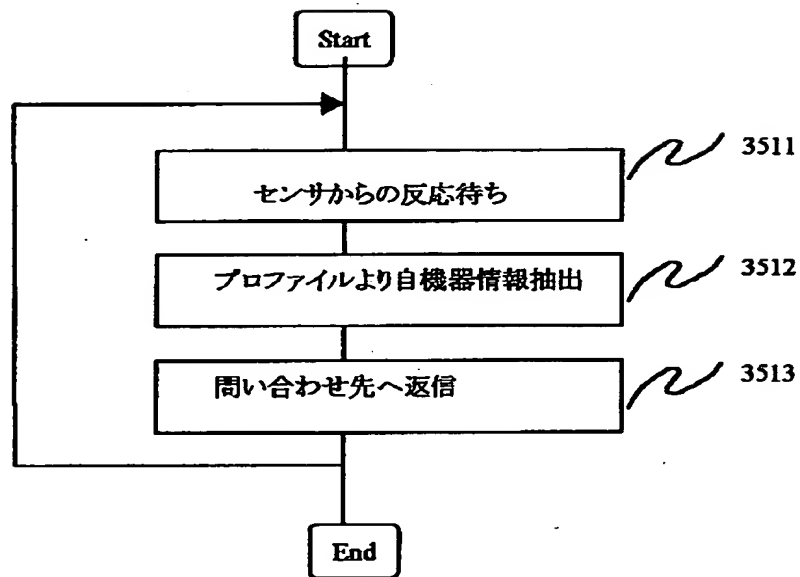 Start
3511
センサからの反応待ち
3512
プロファイルより自機器情報抽出
3513
問い合わせ先へ返信
End